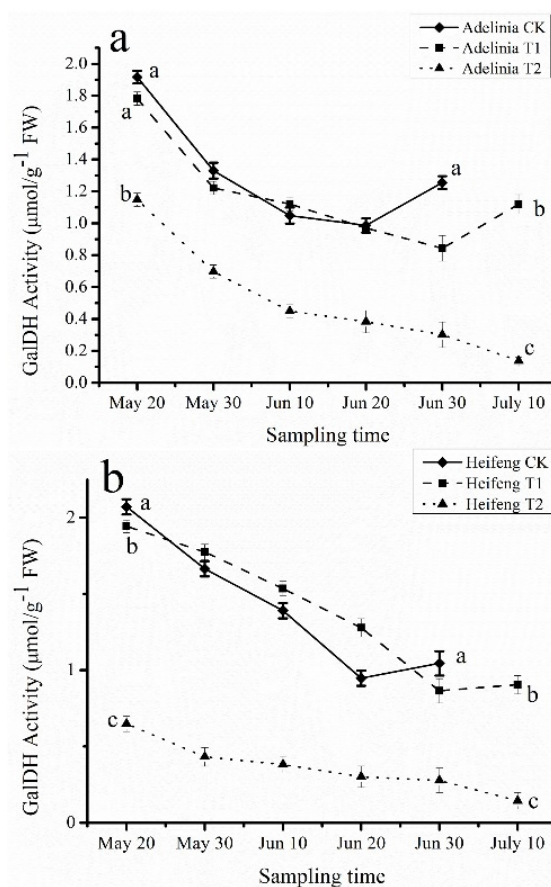 a
Adelinia CK
Adelinia T1
Adelinia T2
2.0
1.8
1.6
1.4
1.2
1.0
0.8
0.6
0.4
0.2
0.0
GalDH Activity (μmol/g⁻¹ FW)
a
a
b
a
b
c
May 20 May 30 Jun 10 Jun 20 Jun 30 July 10
Sampling time
b
Heifeng CK
Heifeng T1
Heifeng T2
2
1
0
GalDH Activity (μmol/g⁻¹ FW)
a
b
c
a
b
c
May 20 May 30 Jun 10 Jun 20 Jun 30 July 10
Sampling time